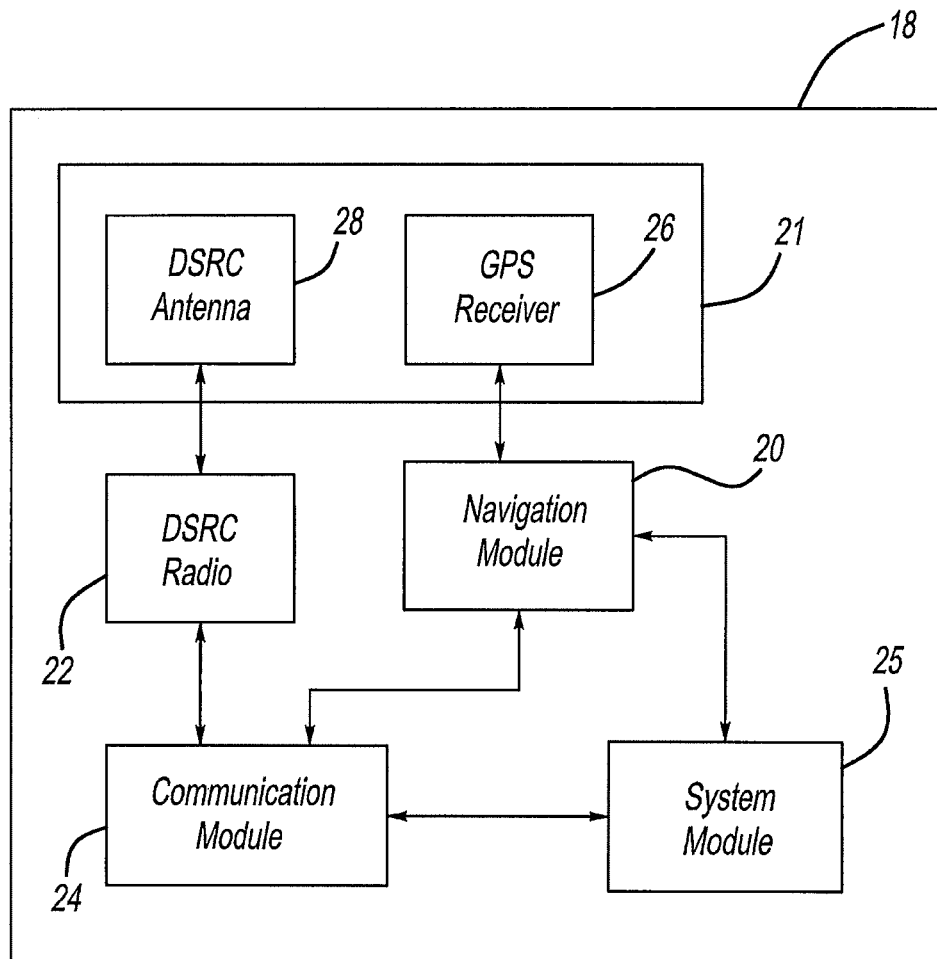 18
DSRC
Antenna
28
GPS
Receiver
26
21
DSRC
Radio
22
Navigation
Module
20
Communication
Module
24
System
Module
25